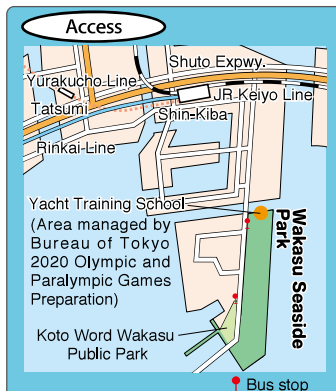 Access
Shuto Expwy.
Yurakucho Line
JR Keiyo Line
Tatsumi
Shin-Kiba
Rinkai Line
Yacht Training School
(Area managed by
Bureau of Tokyo
2020 Olympic and
Paralympic Games
Preparation)
Wakasu Seaside
Park
Koto Word Wakasu
Public Park
Bus stop